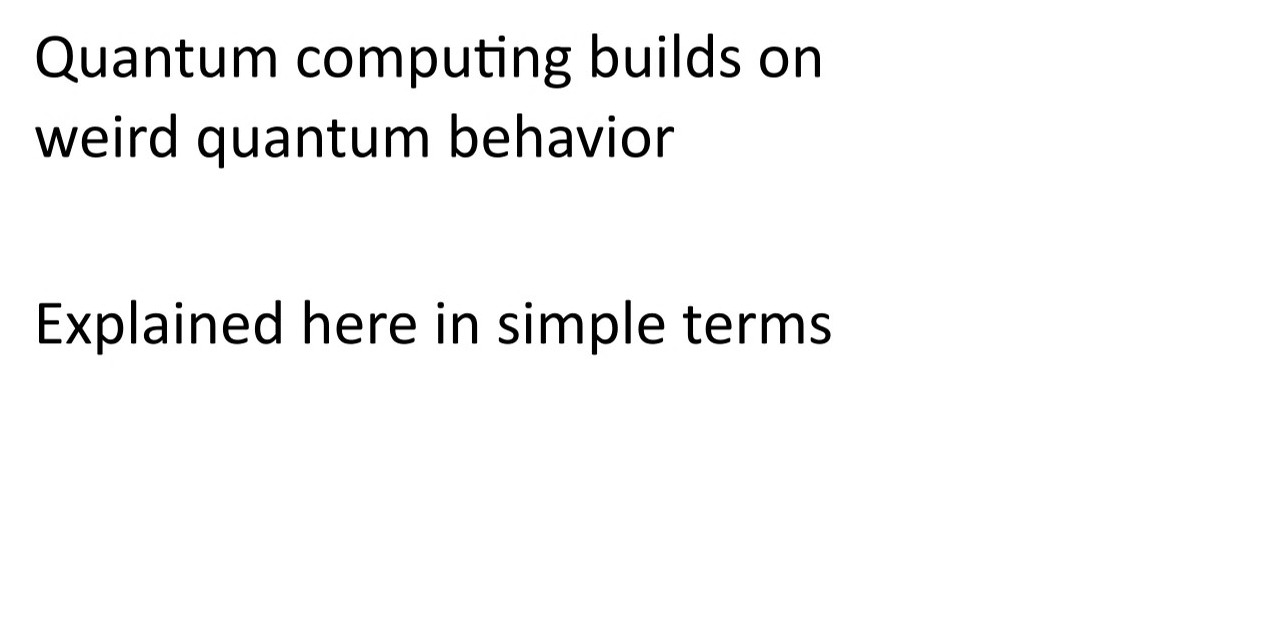 Quantum computing builds on
weird quantum behavior
Explained here in simple terms